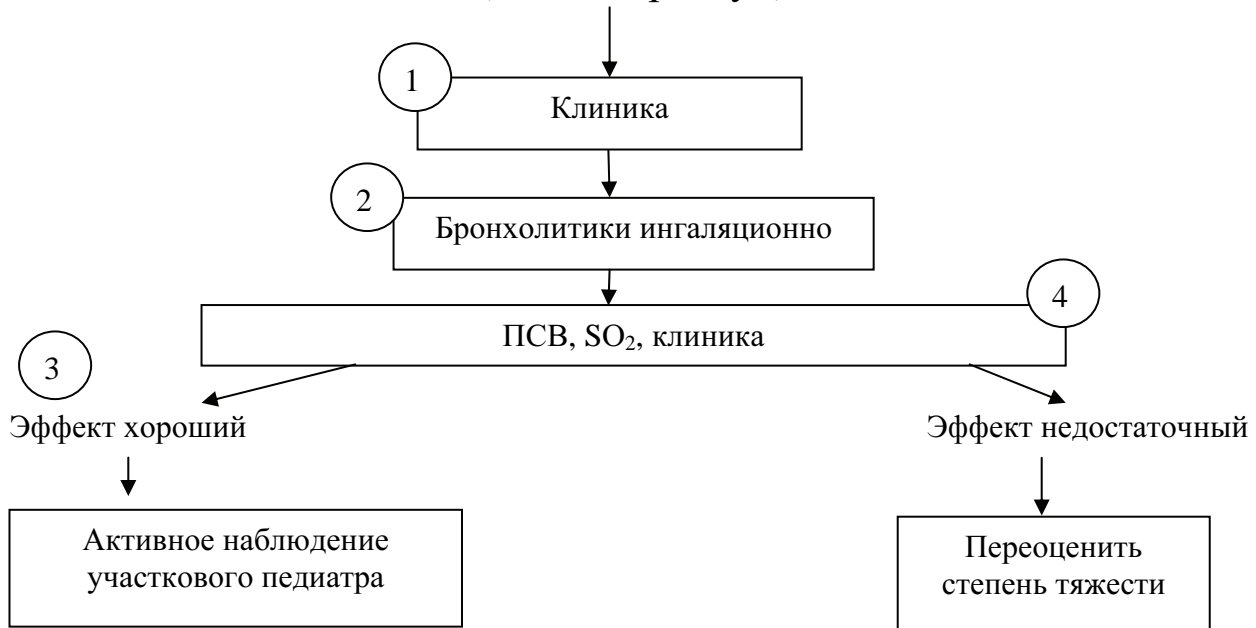 1
Клиника
2
Бронхолитики ингаляционно
4
ПСВ, SO₂, клиника
3
Эффект хороший
Эффект недостаточный
Активное наблюдение
участкового педиатра
Переоценить
степень тяжести